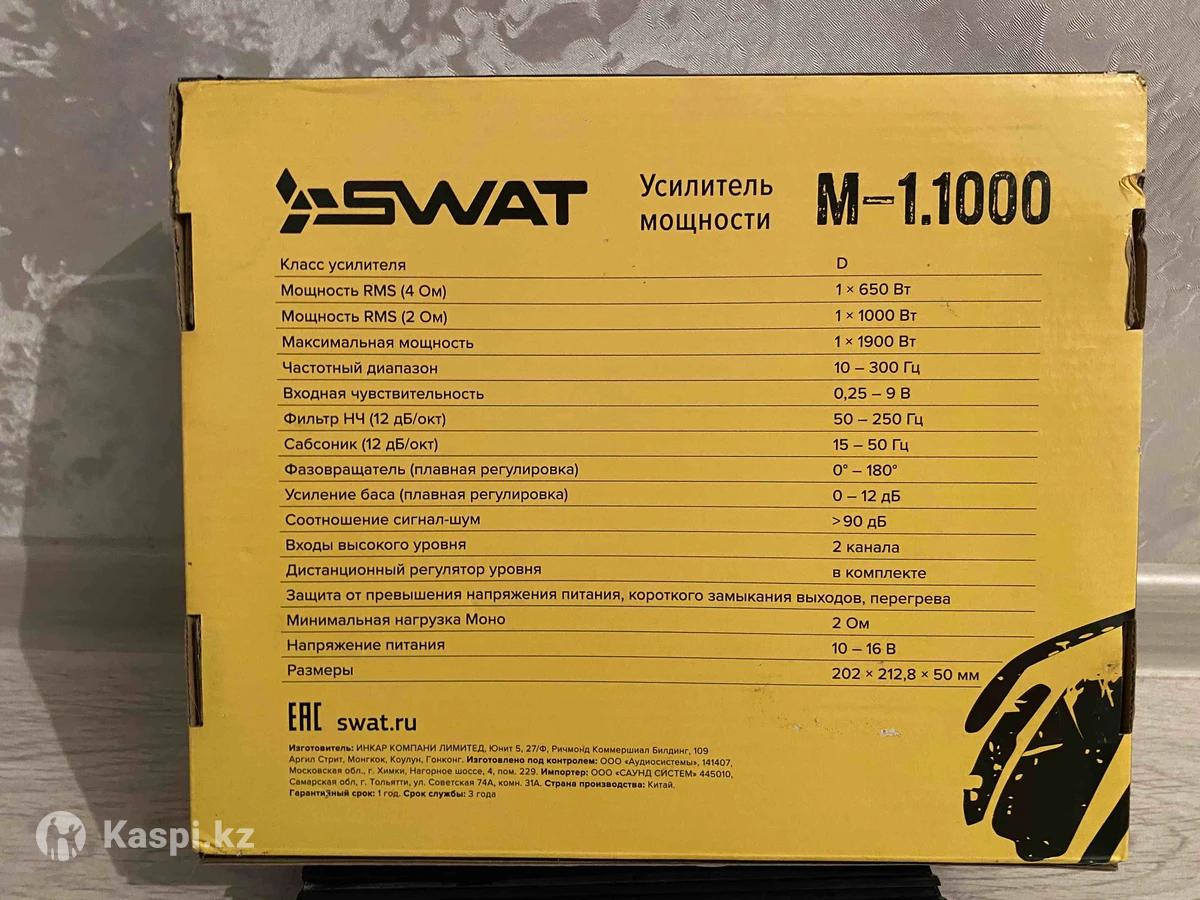 SWAT
Усилитель
мощности
М-1.1000
Класс усилителя D
Мощность RMS (4 Ом) 1 × 650 Вт
Мощность RMS (2 Ом) 1 × 1000 Вт
Максимальная мощность 1 × 1900 Вт
Частотный диапазон 10 – 300 Гц
Входная чувствительность 0,25 – 9 В
Фильтр НЧ (12 дБ/окт) 50 – 250 Гц
Сабсоник (12 дБ/окт) 15 – 50 Гц
Фазовращатель (плавная регулировка) 0° – 180°
Усиление баса (плавная регулировка) 0 – 12 дБ
Соотношение сигнал-шум >90 дБ
Входы высокого уровня 2 канала
Дистанционный регулятор уровня в комплекте
Защита от превышения напряжения питания, короткого замыкания выходов, перегрева
Минимальная нагрузка Моно 2 Ом
Напряжение питания 10 – 16 В
Размеры 202 × 212,8 × 50 мм
EAC swat.ru
Изготовитель: ИНКАР КОМПАНИ ЛИМИТЕД, Юнит 5, 27/Ф, Ричмонд Коммершиал Билдинг, 109
Аргил Стрит, Монгкок, Коулун, Гонконг. Изготовлено под контролем: ООО «Аудиосистемы», 141407,
Московская обл., г. Химки, Нагорное шоссе, 4, пом. 229. Импортер: ООО «САУНД СИСТЕМ» 445010,
Самарская обл, г. Тольятти, ул. Советская 74А, комн. 31А. Страна производства: Китай.
Гарантийный срок: 1 год. Срок службы: 3 года
Kaspi.kz